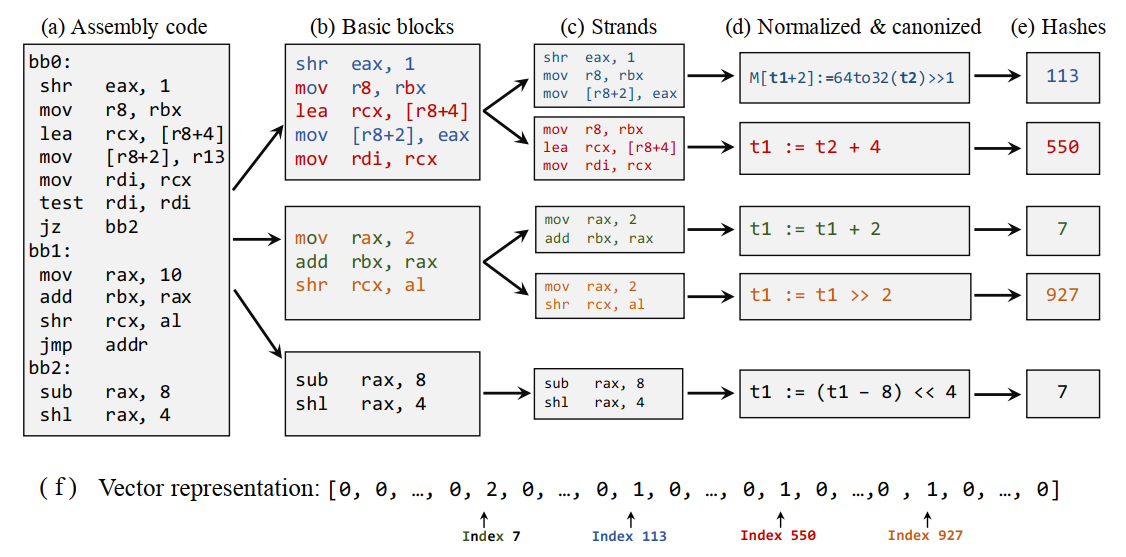 (a) Assembly code
bb0:
shr eax, 1
mov r8, rbx
lea rcx, [r8+4]
mov [r8+2], r13
mov rdi, rcx
test rdi, rdi
jz bb2
bb1:
mov rax, 10
add rbx, rax
shr rcx, al
jmp addr
bb2:
sub rax, 8
shl rax, 4
(b) Basic blocks
shr eax, 1
mov r8, rbx
lea rcx, [r8+4]
mov [r8+2], eax
mov rdi, rcx
mov rax, 2
add rbx, rax
shr rcx, al
sub rax, 8
shl rax, 4
(c) Strands
shr eax, 1
mov r8, rbx
mov [r8+2], eax
mov r8, rbx
lea rcx, [r8+4]
mov rdi, rcx
mov rax, 2
add rbx, rax
mov rax, 2
shr rcx, al
sub rax, 8
shl rax, 4
(d) Normalized & canonized
M[t1+2]:=64to32(t2)>>1
t1 := t2 + 4
t1 := t1 + 2
t1 := t1 >> 2
t1 := (t1 – 8) << 4
(e) Hashes
113
550
7
927
7
( f ) Vector representation: [0, 0, …, 0, 2, 0, …, 0, 1, 0, …, 0, 1, 0, …,0 , 1, 0, …, 0]
Index 7 Index 113 Index 550 Index 927